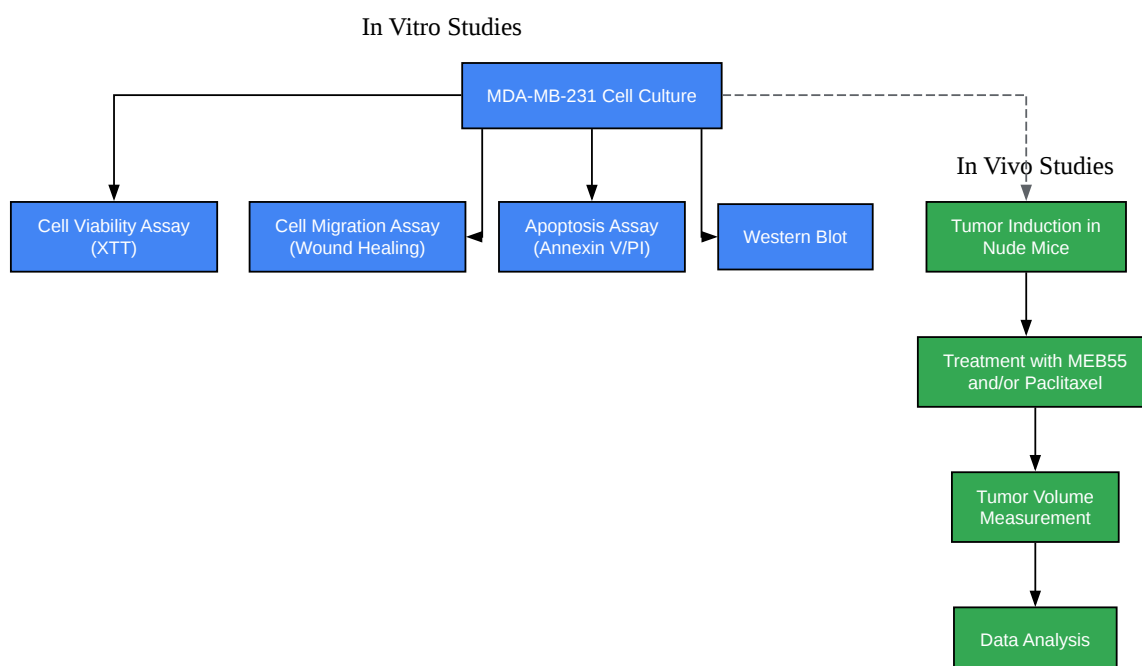 In Vitro Studies
MDA-MB-231 Cell Culture
In Vivo Studies
Cell Viability Assay
(XTT)
Cell Migration Assay
(Wound Healing)
Apoptosis Assay
(Annexin V/PI)
Western Blot
Tumor Induction in
Nude Mice
Treatment with MEB55
and/or Paclitaxel
Tumor Volume
Measurement
Data Analysis